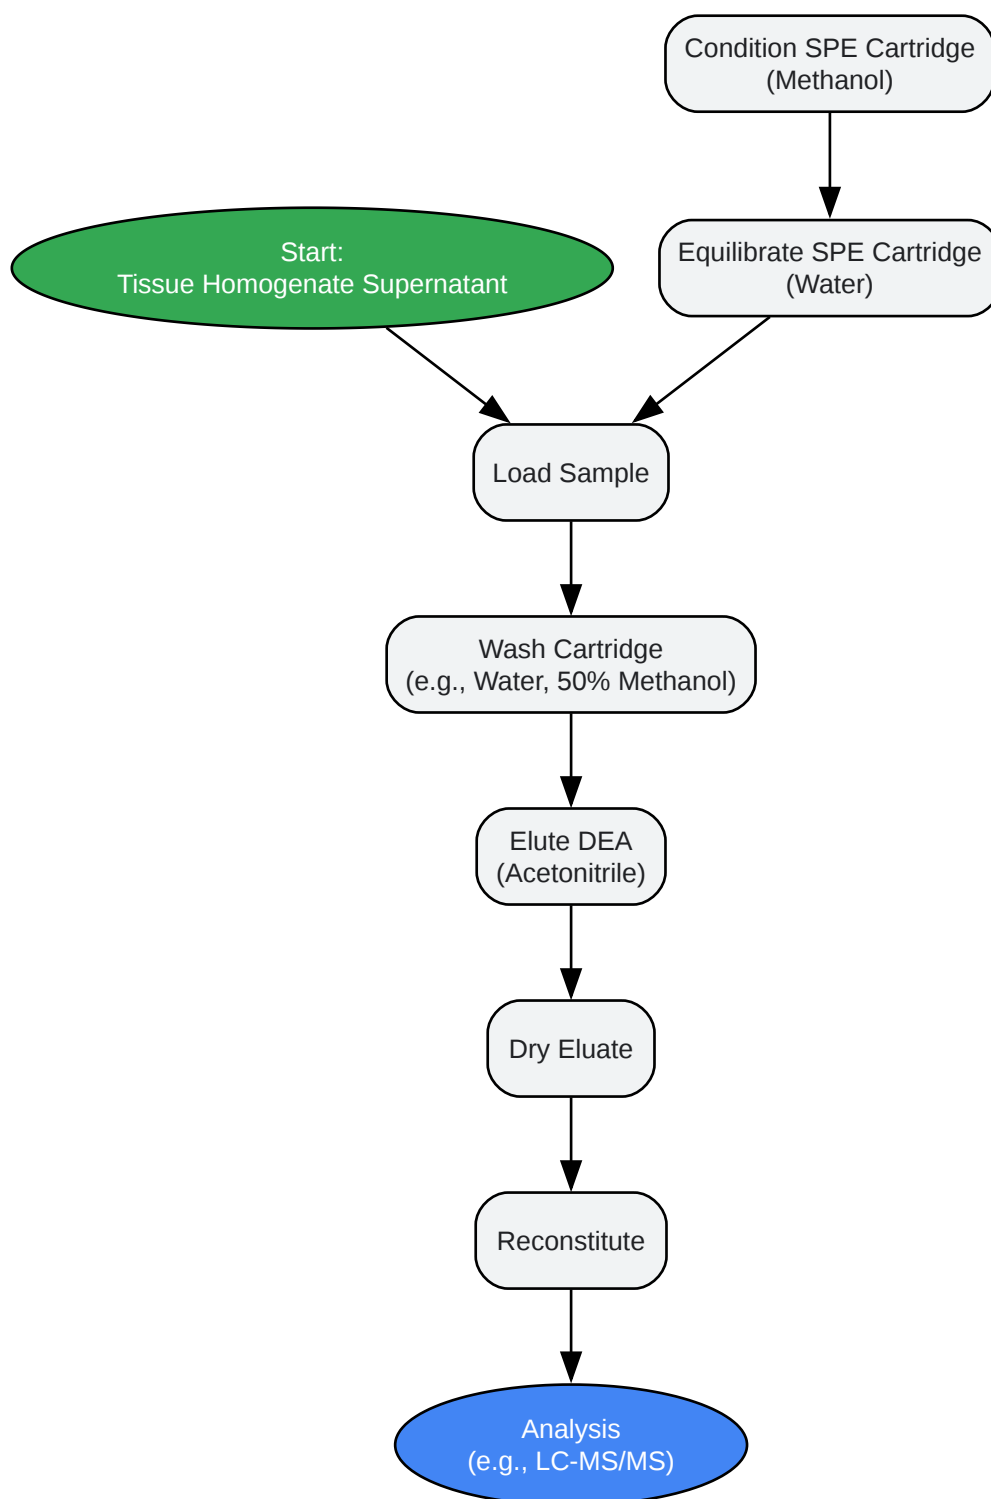 Condition SPE Cartridge
(Methanol)
Start:
Tissue Homogenate Supernatant
Equilibrate SPE Cartridge
(Water)
Load Sample
Wash Cartridge
(e.g., Water, 50% Methanol)
Elute DEA
(Acetonitrile)
Dry Eluate
Reconstitute
Analysis
(e.g., LC-MS/MS)